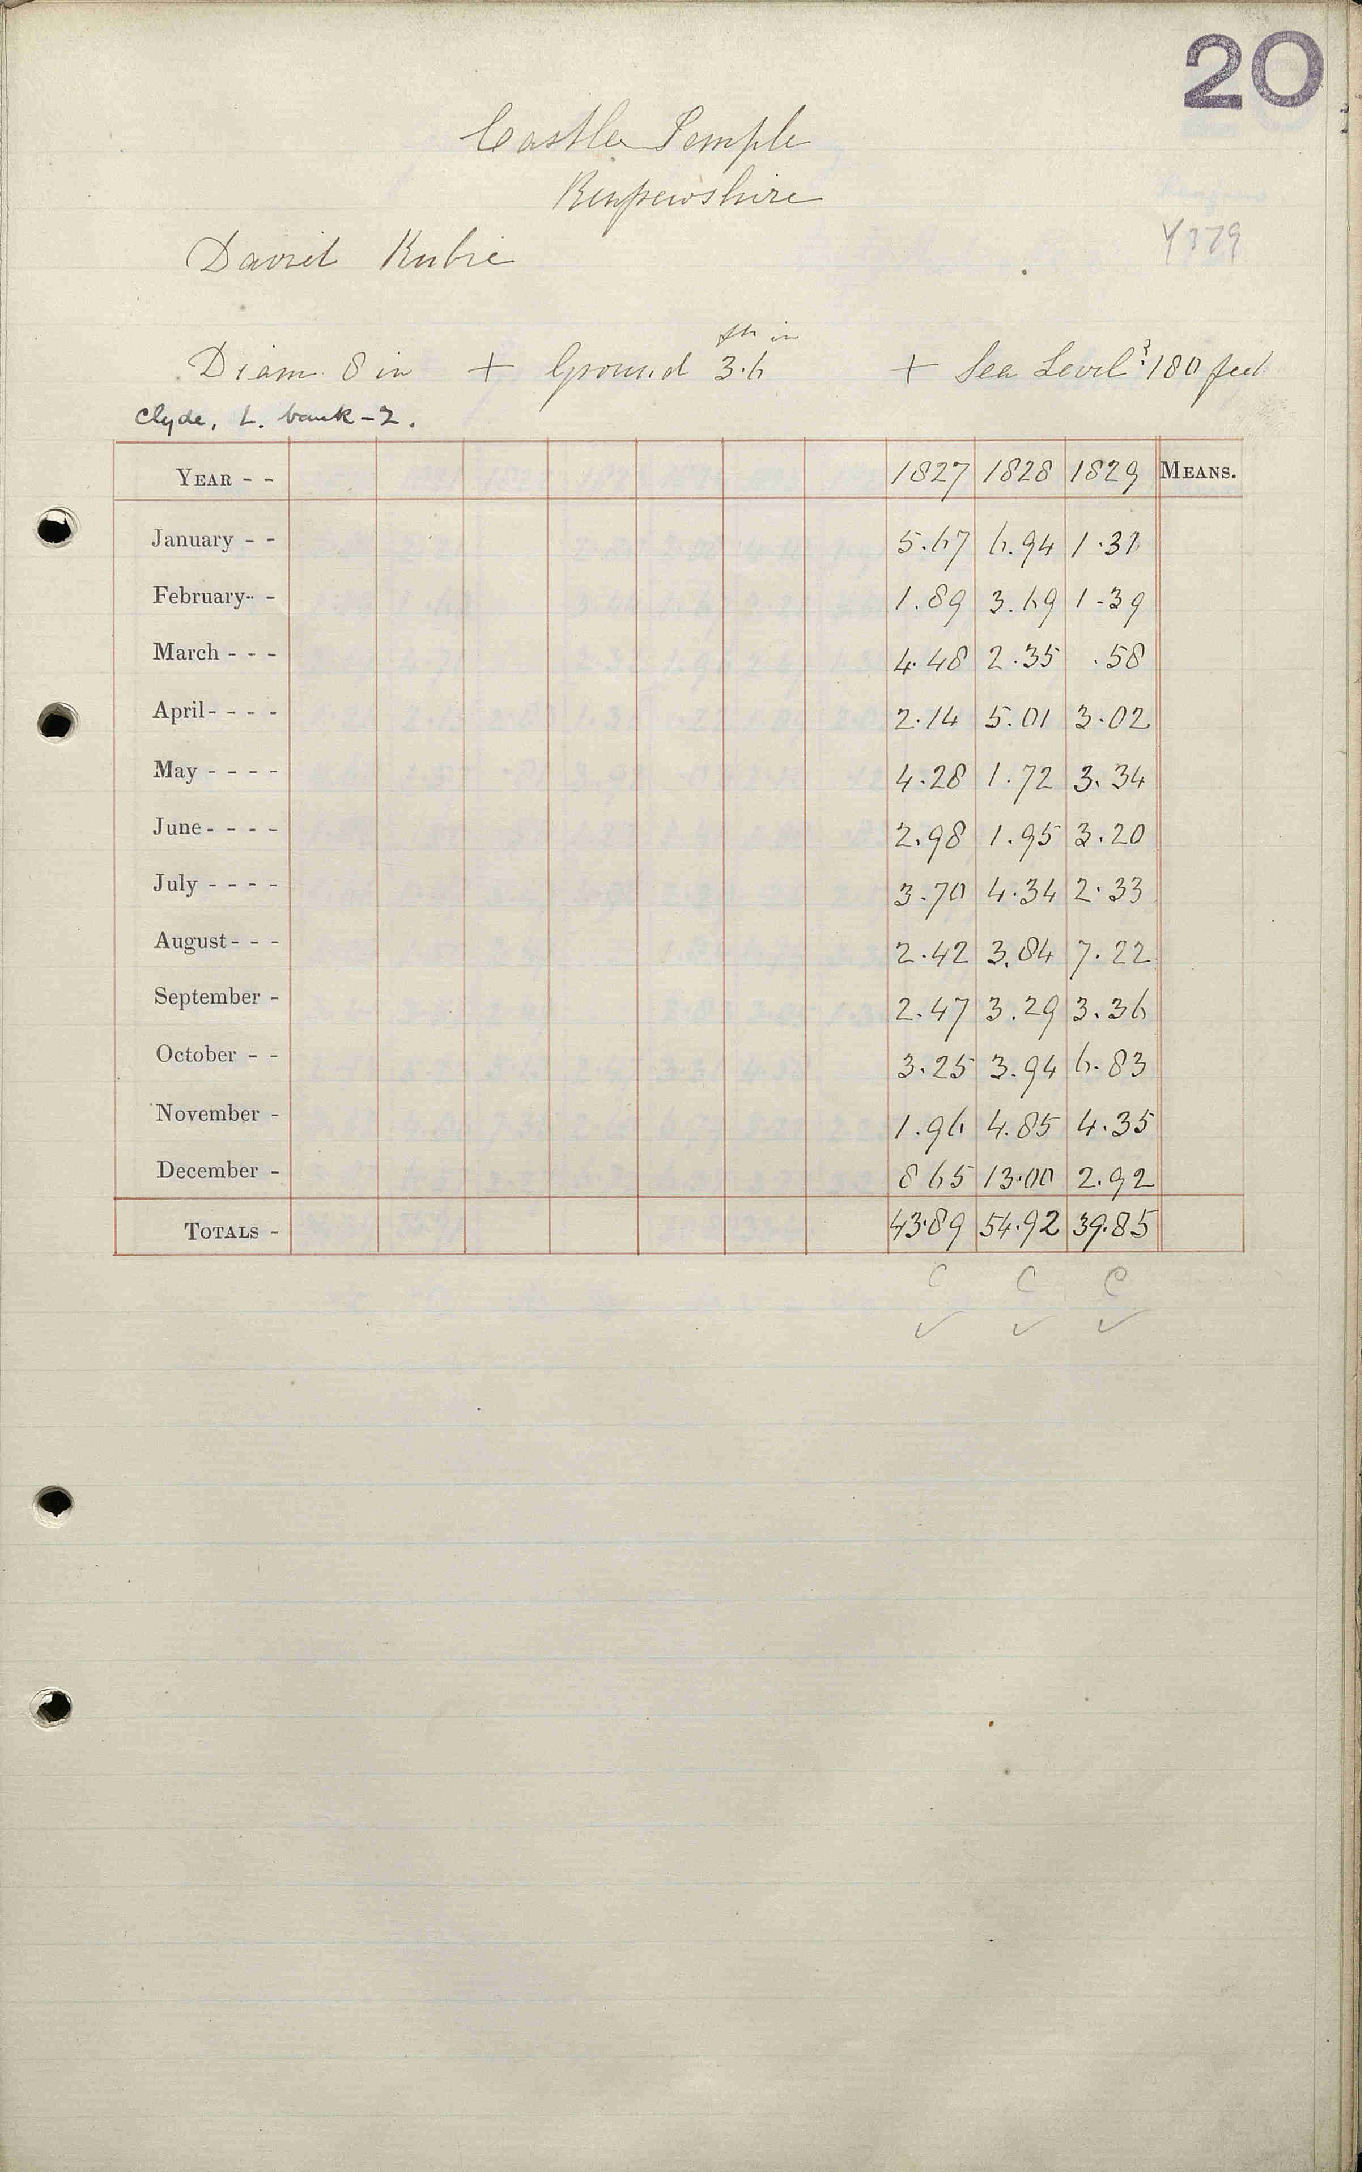 20
Castle Semple
Renfrewshire
David
Diam. 8 in + Ground 3.6 + Sea Level ? 180 feet
ft in
Clyde, L. bank - 2.
YEAR - - 1827 1828 1829 MEANS.
January - - 5.67 6.94 1.31
February - - 1.89 3.69 1.39
March - - - 4.48 2.35 .58
April - - - - 2.14 5.01 3.02
May - - - - 4.28 1.72 3.34
June - - - - 2.98 1.95 3.20
July - - - - 3.70 4.34 2.33
August - - - 2.42 3.84 7.22
September - 2.47 3.29 3.36
October - - 3.25 3.94 6.83
November - 1.96 4.85 4.35
December - 8 65 13.00 2.92
TOTALS - 43.89 54.92 39.85
C C C